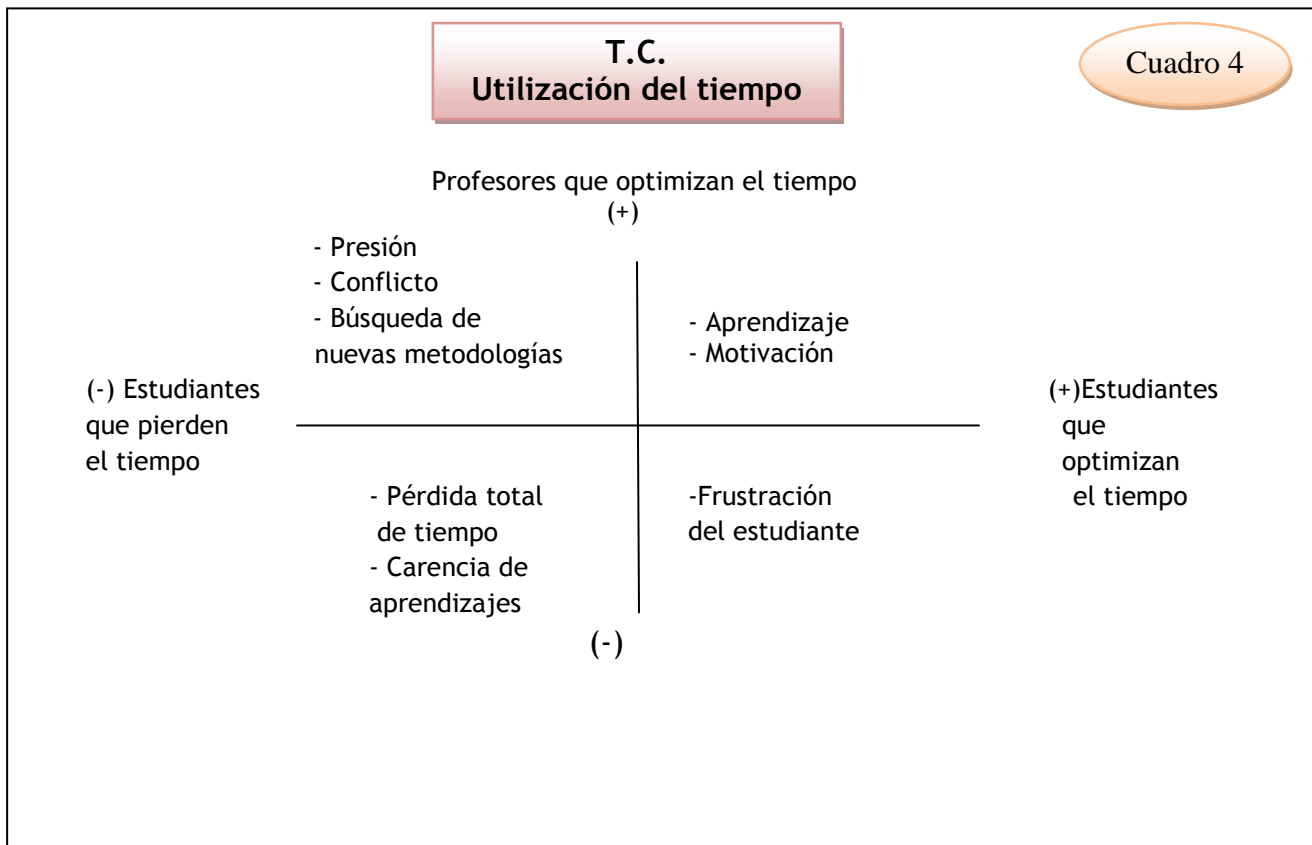 T.C.
Utilización del tiempo
Cuadro 4
Profesores que optimizan el tiempo
(+)
- Presión
- Conflicto
- Búsqueda de
nuevas metodologías
- Aprendizaje
- Motivación
(-) Estudiantes
que pierden
el tiempo
(+)Estudiantes
que
optimizan
el tiempo
- Pérdida total
de tiempo
- Carencia de
aprendizajes
-Frustración
del estudiante
(-)